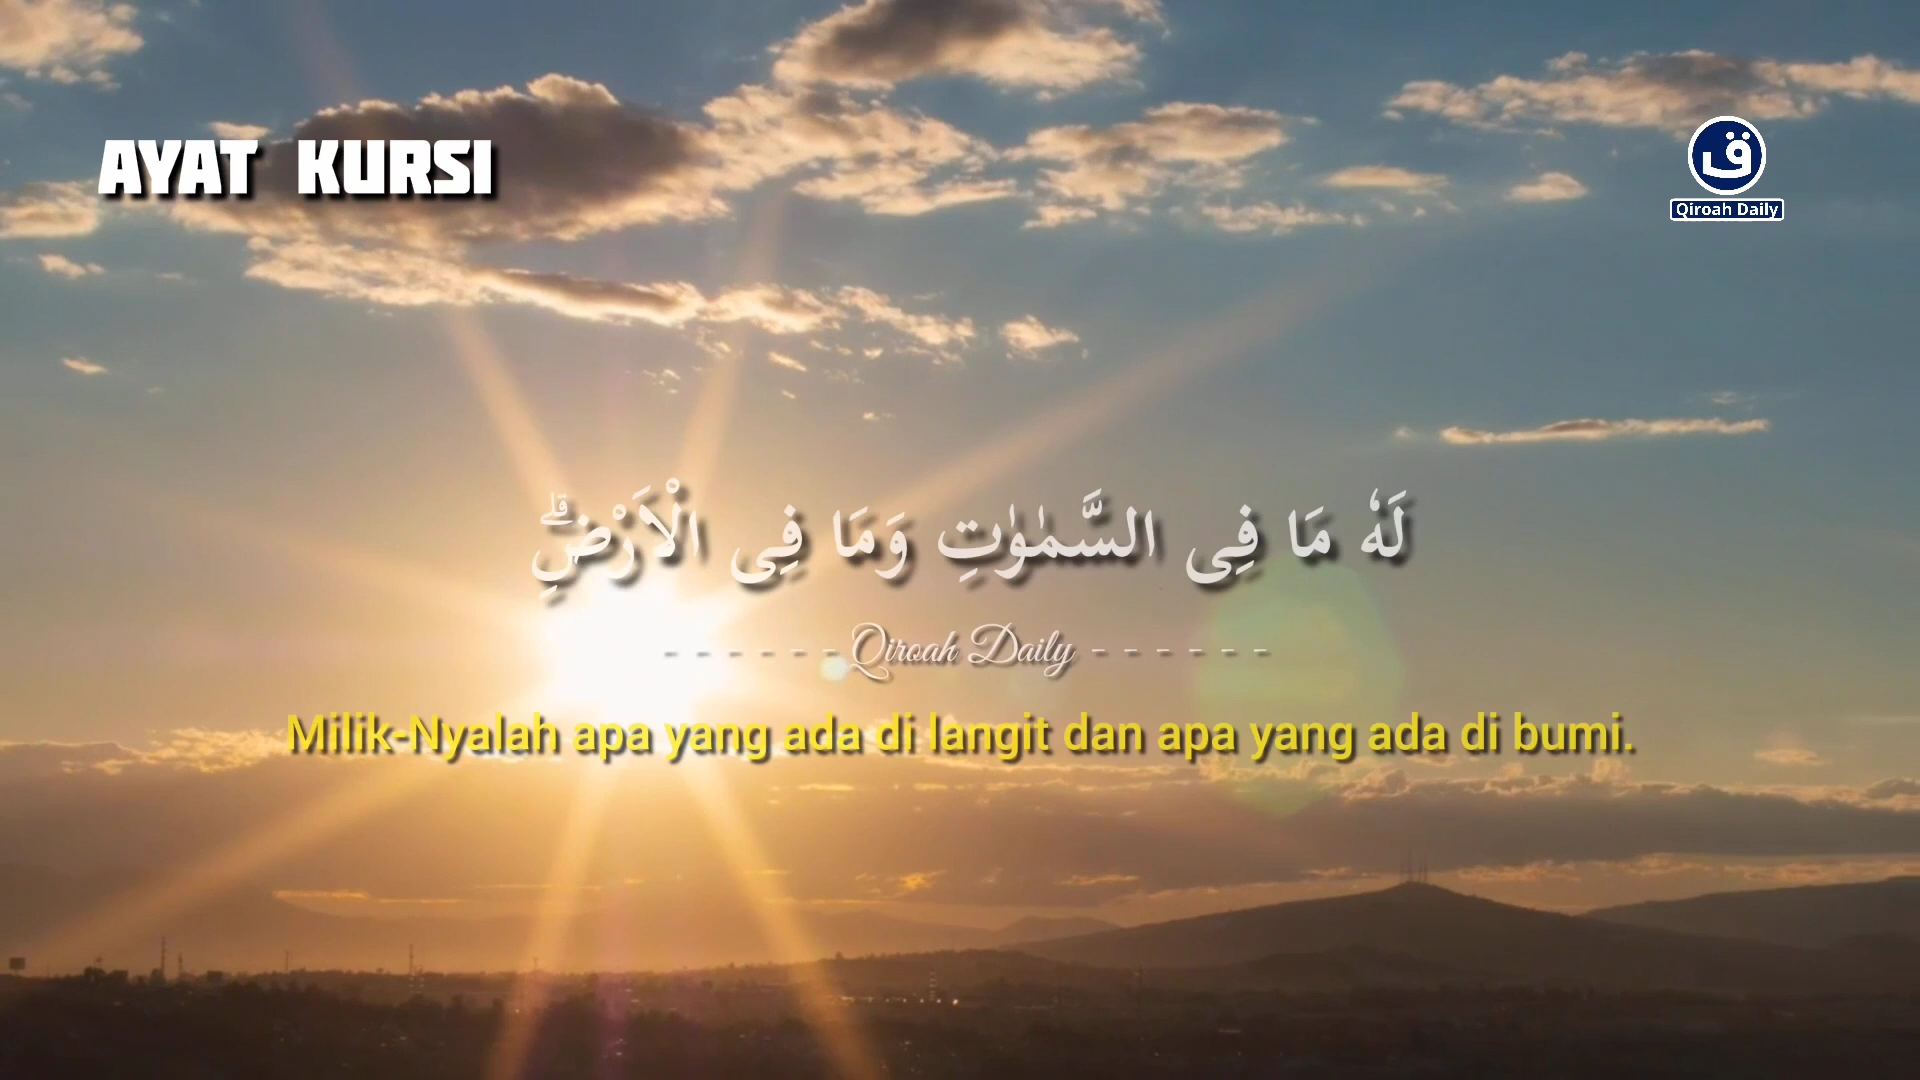 AYAT KURSI
ق
Qiroah Daily
لَهٗ مَا فِى السَّمٰوٰتِ وَمَا فِى الْاَرْضِۗ
- - - - - - Qiroah Daily - - - - - -
Milik-Nyalah apa yang ada di langit dan apa yang ada di bumi.